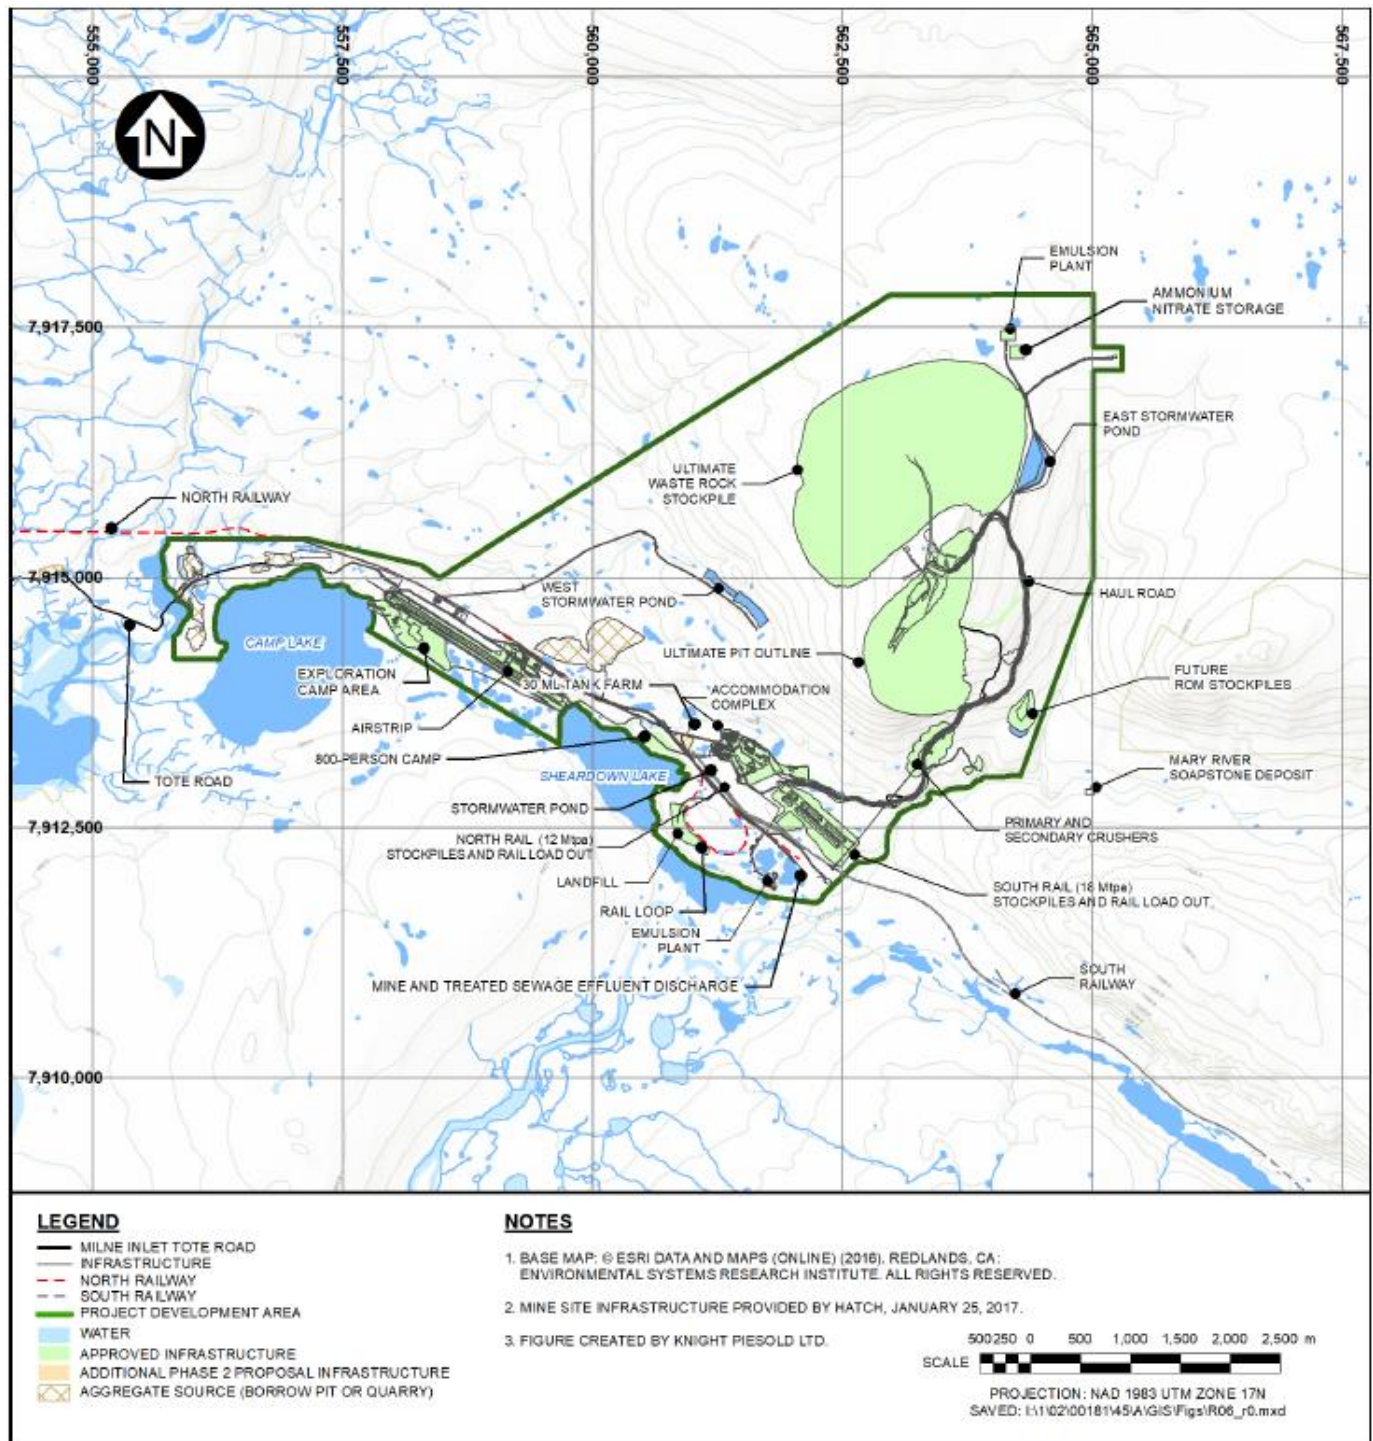 555,000
557,500
560,000
562,500
565,000
567,500
N
EMULSION
PLANT
AMMONIUM
NITRATE STORAGE
7,917,500
EAST STORMWATER
POND
ULTIMATE
WASTE ROCK
STOCKPILE
NORTH RAILWAY
7,915,000
WEST
STORMWATER POND
HAUL ROAD
CAMP LAKE
ULTIMATE PIT OUTLINE
EXPLORATION
CAMP AREA
30 ML TANK FARM
ACCOMMODATION
COMPLEX
FUTURE
ROM STOCKPILES
AIRSTRIP
800-PERSON CAMP
TOTE ROAD
SHEARDOWN LAKE
MARY RIVER
SOAPSTONE DEPOSIT
STORMWATER POND
7,912,500
PRIMARY AND
SECONDARY CRUSHERS
NORTH RAIL (12 Mtpa)
STOCKPILES AND RAIL LOAD OUT
LANDFILL
SOUTH RAIL (18 Mtpa)
STOCKPILES AND RAIL LOAD OUT
RAIL LOOP
EMULSION
PLANT
MINE AND TREATED SEWAGE EFFLUENT DISCHARGE
SOUTH
RAILWAY
7,910,000
LEGEND
MILNE INLET TOTE ROAD
INFRASTRUCTURE
NORTH RAILWAY
SOUTH RAILWAY
PROJECT DEVELOPMENT AREA
WATER
APPROVED INFRASTRUCTURE
ADDITIONAL PHASE 2 PROPOSAL INFRASTRUCTURE
AGGREGATE SOURCE (BORROW PIT OR QUARRY)
NOTES
1. BASE MAP: © ESRI DATA AND MAPS (ONLINE) (2016). REDLANDS, CA:
ENVIRONMENTAL SYSTEMS RESEARCH INSTITUTE. ALL RIGHTS RESERVED.
2. MINE SITE INFRASTRUCTURE PROVIDED BY HATCH, JANUARY 25, 2017.
3. FIGURE CREATED BY KNIGHT PIESOLD LTD.
500 250 0 500 1,000 1,500 2,000 2,500 m
SCALE
PROJECTION: NAD 1983 UTM ZONE 17N
SAVED: I:\1\02\00181\45\A\GIS\Figs\R06_r0.mxd